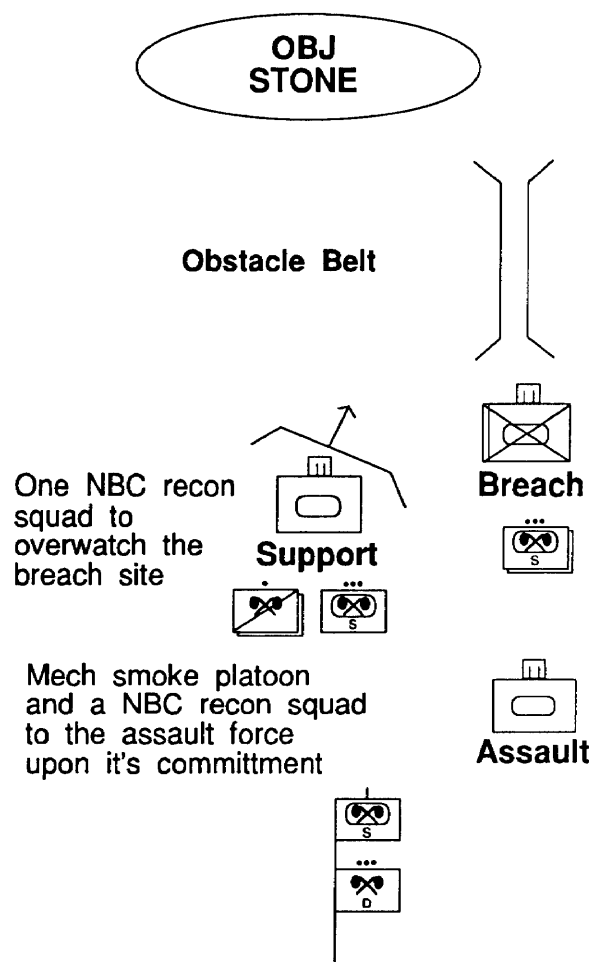 OBJ
STONE
Obstacle Belt
Breach
S
One NBC recon
squad to
overwatch the
breach site
Support
S
Mech smoke platoon
and a NBC recon squad
to the assault force
upon it's committment
Assault
S
D